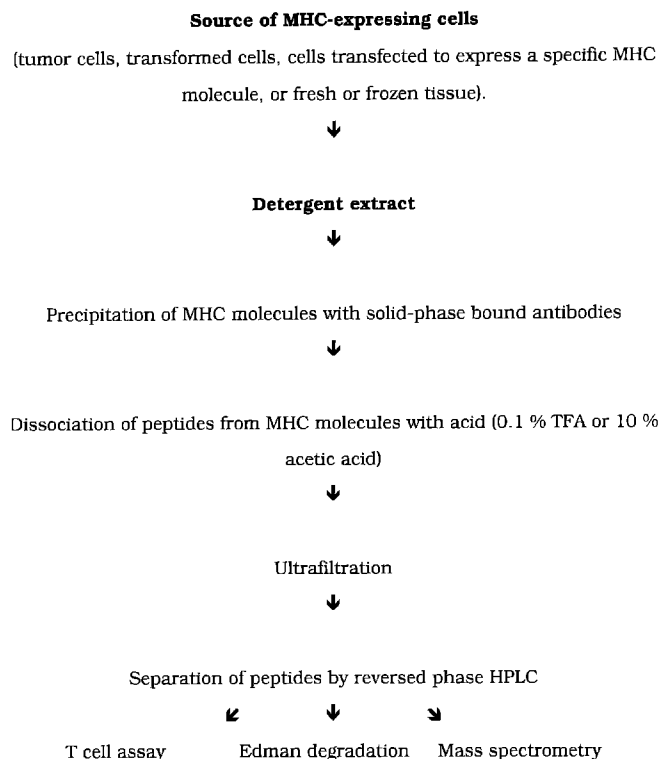 Source of MHC-expressing cells
(tumor cells, transformed cells, cells transfected to express a specific MHC
molecule, or fresh or frozen tissue).
Detergent extract
Precipitation of MHC molecules with solid-phase bound antibodies
Dissociation of peptides from MHC molecules with acid (0.1 % TFA or 10 %
acetic acid)
Ultrafiltration
Separation of peptides by reversed phase HPLC
T cell assay Edman degradation Mass spectrometry